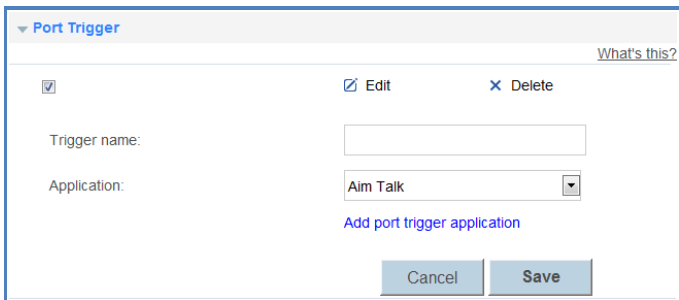 Port Trigger
What's this?
Edit Delete
Trigger name:
Application: Aim Talk
Add port trigger application
Cancel Save